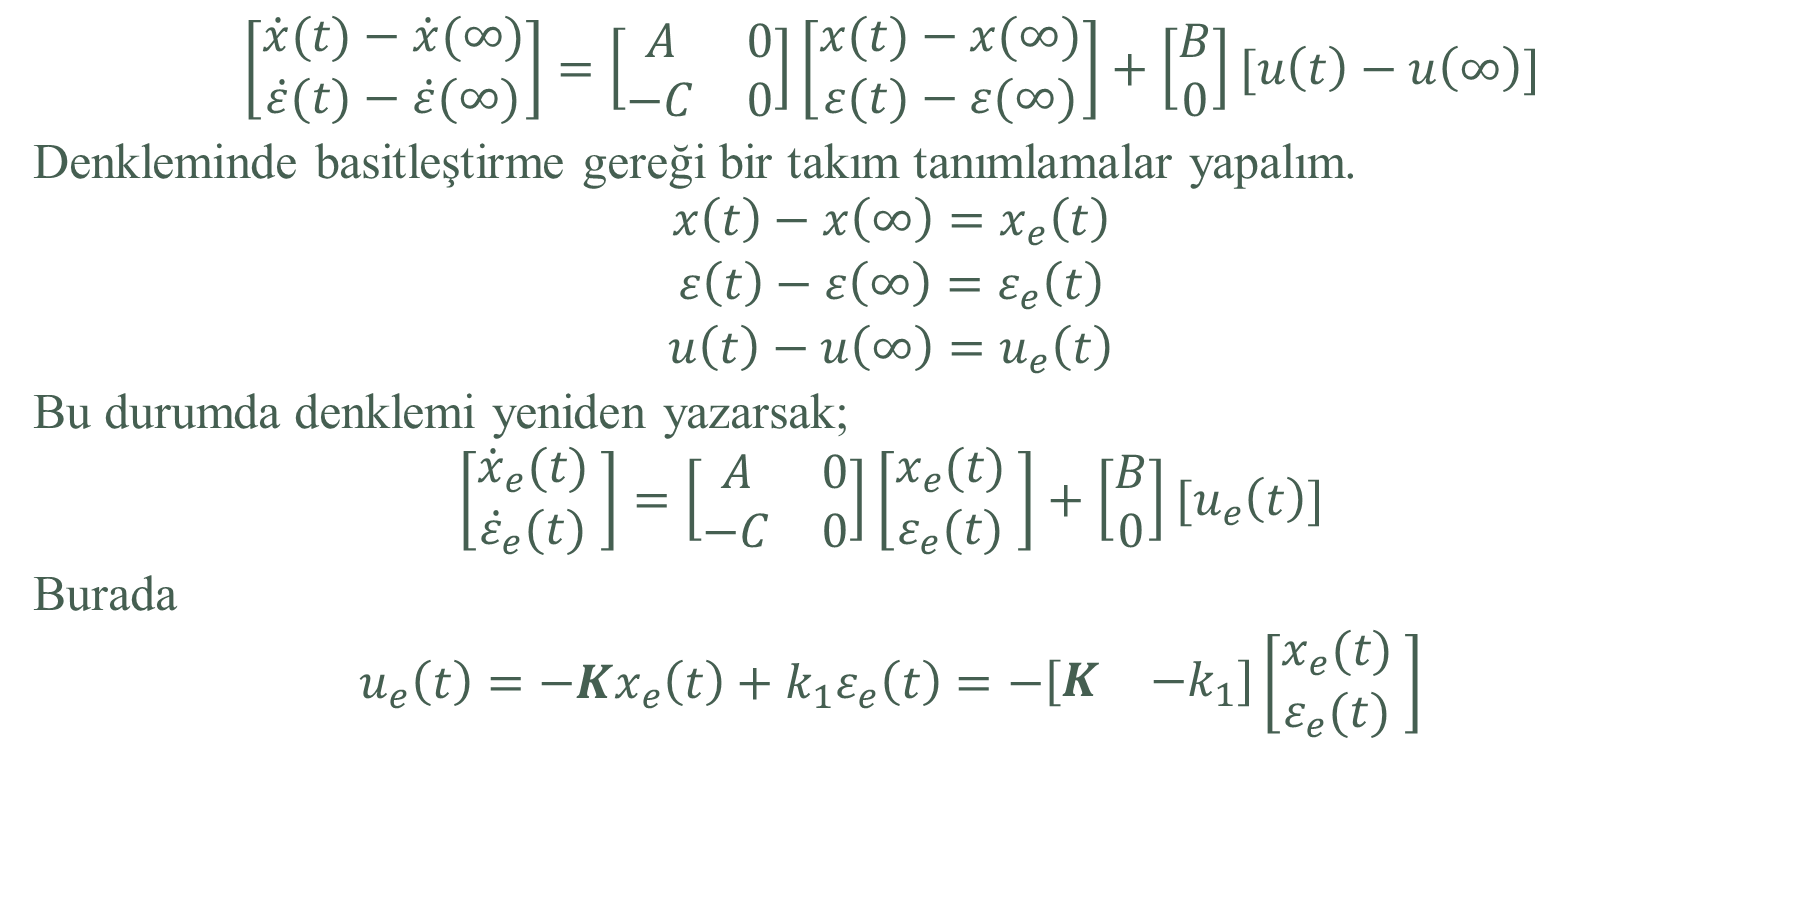 [ẋ(t) − ẋ(∞); ε̇(t) − ε̇(∞)] = [A 0; −C 0] [x(t) − x(∞); ε(t) − ε(∞)] + [B; 0] [u(t) − u(∞)]
Denkleminde basitleştirme gereği bir takım tanımlamalar yapalım.
x(t) − x(∞) = xₑ(t)
ε(t) − ε(∞) = εₑ(t)
u(t) − u(∞) = uₑ(t)
Bu durumda denklemi yeniden yazarsak;
[ẋₑ(t); ε̇ₑ(t)] = [A 0; −C 0] [xₑ(t); εₑ(t)] + [B; 0] [uₑ(t)]
Burada
uₑ(t) = −Kxₑ(t) + k₁εₑ(t) = −[K −k₁] [xₑ(t); εₑ(t)]